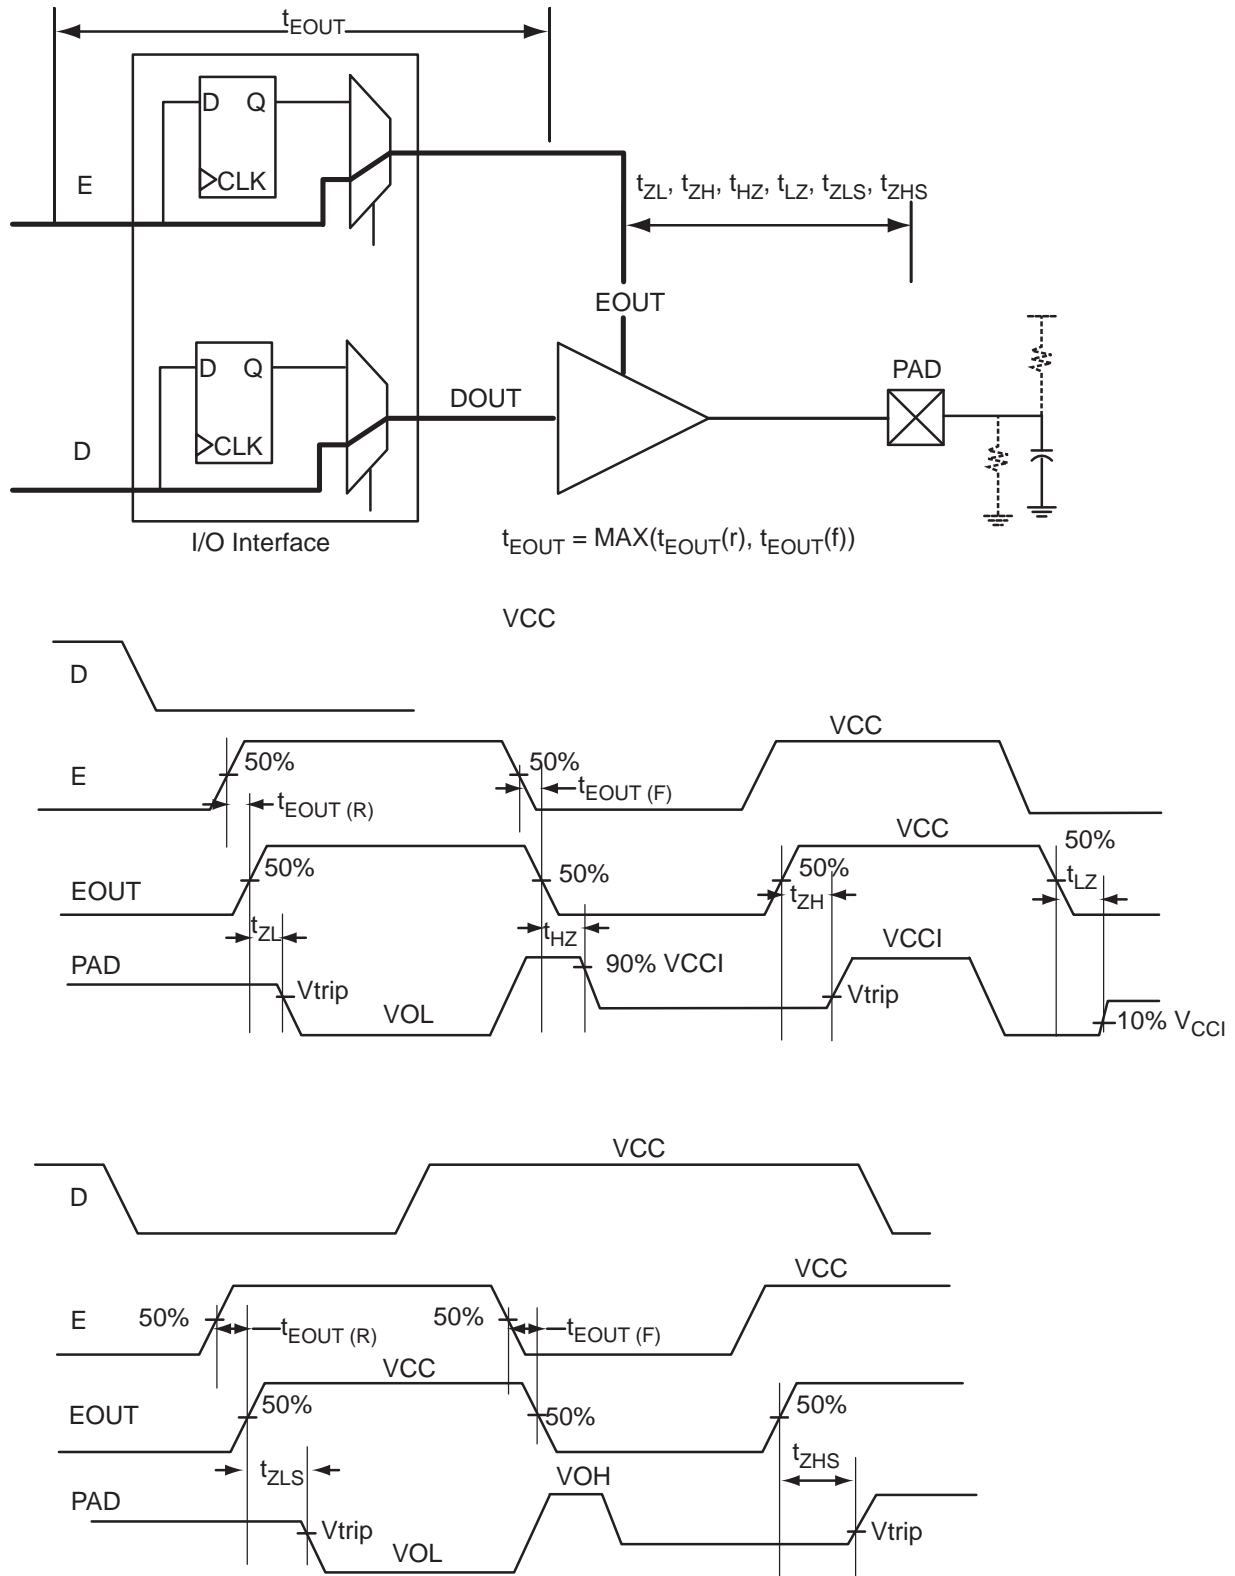 tEOUT
D Q
CLK
E
tZL, tZH, tHZ, tLZ, tZLS, tZHS
EOUT
D Q
CLK
D
DOUT
PAD
I/O Interface
tEOUT = MAX(tEOUT(r), tEOUT(f))
VCC
D
VCC
E
50%
50%
tEOUT (R)
tEOUT (F)
VCC
50%
EOUT
50%
50%
50%
tLZ
tZL
tHZ
tZH
PAD
VCCI
90% VCCI
Vtrip
Vtrip
VOL
10% VCCI
VCC
D
VCC
E
50%
50%
tEOUT (R)
tEOUT (F)
VCC
EOUT
50%
50%
50%
tZLS
VOH
tZHS
PAD
Vtrip
Vtrip
VOL